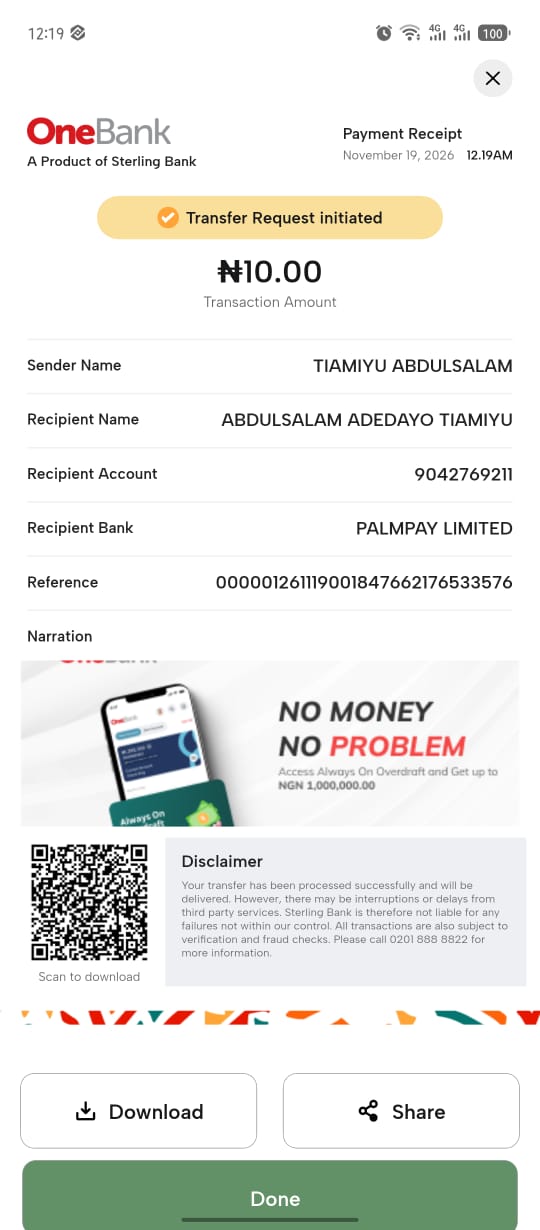 12:19
4G 4G 100
OneBank
A Product of Sterling Bank
Payment Receipt
November 19, 2026 12.19AM
Transfer Request initiated
₦10.00
Transaction Amount
Sender Name TIAMIYU ABDULSALAM
Recipient Name ABDULSALAM ADEDAYO TIAMIYU
Recipient Account 9042769211
Recipient Bank PALMPAY LIMITED
Reference 000001261119001847662176533576
Narration
NO MONEY
NO PROBLEM
Access Always On Overdraft and Get up to
NGN 1,000,000.00
Always On
Disclaimer
Your transfer has been processed successfully and will be
delivered. However, there may be interruptions or delays from
third party services. Sterling Bank is therefore not liable for any
failures not within our control. All transactions are also subject to
verification and fraud checks. Please call 0201 888 8822 for
more information.
Scan to download
Download
Share
Done